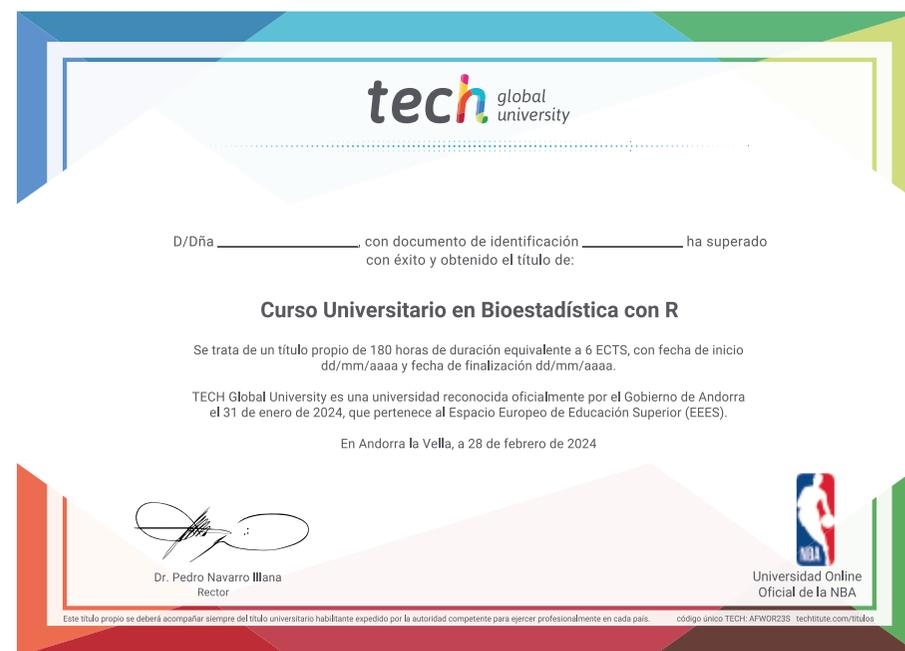 tech global
university
D/Dña ____________________, con documento de identificación ______________ ha superado
con éxito y obtenido el título de:
Curso Universitario en Bioestadística con R
Se trata de un título propio de 180 horas de duración equivalente a 6 ECTS, con fecha de inicio
dd/mm/aaaa y fecha de finalización dd/mm/aaaa.
TECH Global University es una universidad reconocida oficialmente por el Gobierno de Andorra
el 31 de enero de 2024, que pertenece al Espacio Europeo de Educación Superior (EEES).
En Andorra la Vella, a 28 de febrero de 2024
NBA
Dr. Pedro Navarro Illana
Rector
Universidad Online
Oficial de la NBA
Este título propio se deberá acompañar siempre del título universitario habilitante expedido por la autoridad competente para ejercer profesionalmente en cada país.
código único TECH: AFWOR23S techtitute.com/titulos